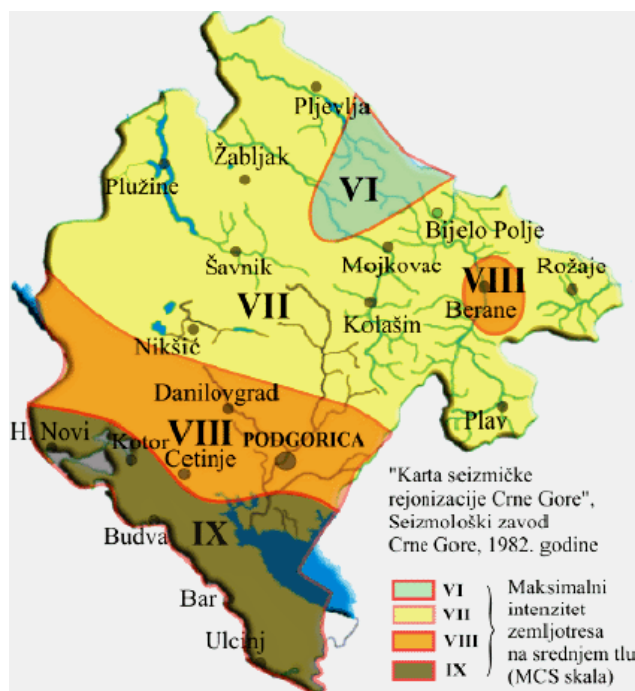 Pljevlja
Žabljak
VI
Plužine
Bijelo Polje
Šavnik
Mojkovac
VIII
Rožaje
VII
Berane
Kolašin
Nikšić
Danilovgrad
Plav
H. Novi
Kotor
VIII
PODGORICA
Cetinje
"Karta seizmičke
rejonizacije Crne Gore",
Seizmološki zavod
Crne Gore, 1982. godine
Budva
IX
Bar
Ulcinj
VI
VII
VIII
IX
Maksimalni
intenzitet
zemljotresa
na srednjem tlu
(MCS skala)